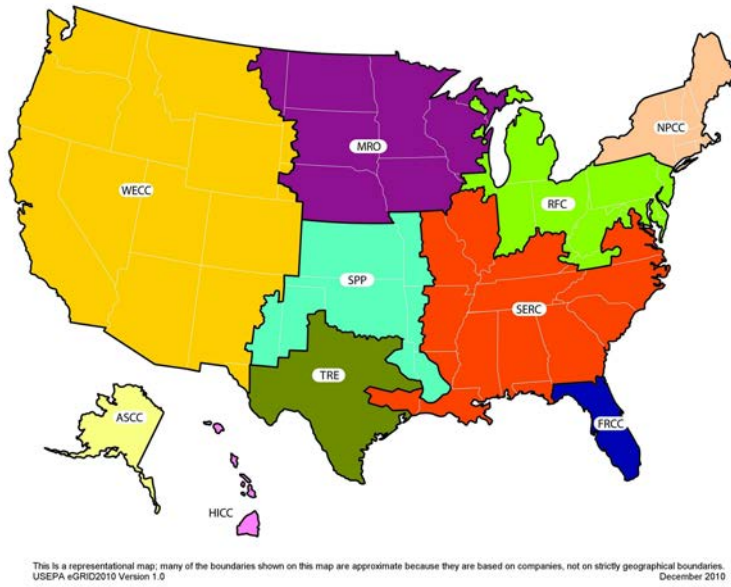 NPCC
MRO
WECC
RFC
SPP
SERC
TRE
ASCC
FRCC
HICC
This Is a representational map; many of the boundaries shown on this map are approximate because they are based on companies, not on strictly geographical boundaries.
USEPA eGRID2010 Version 1.0
December 2010